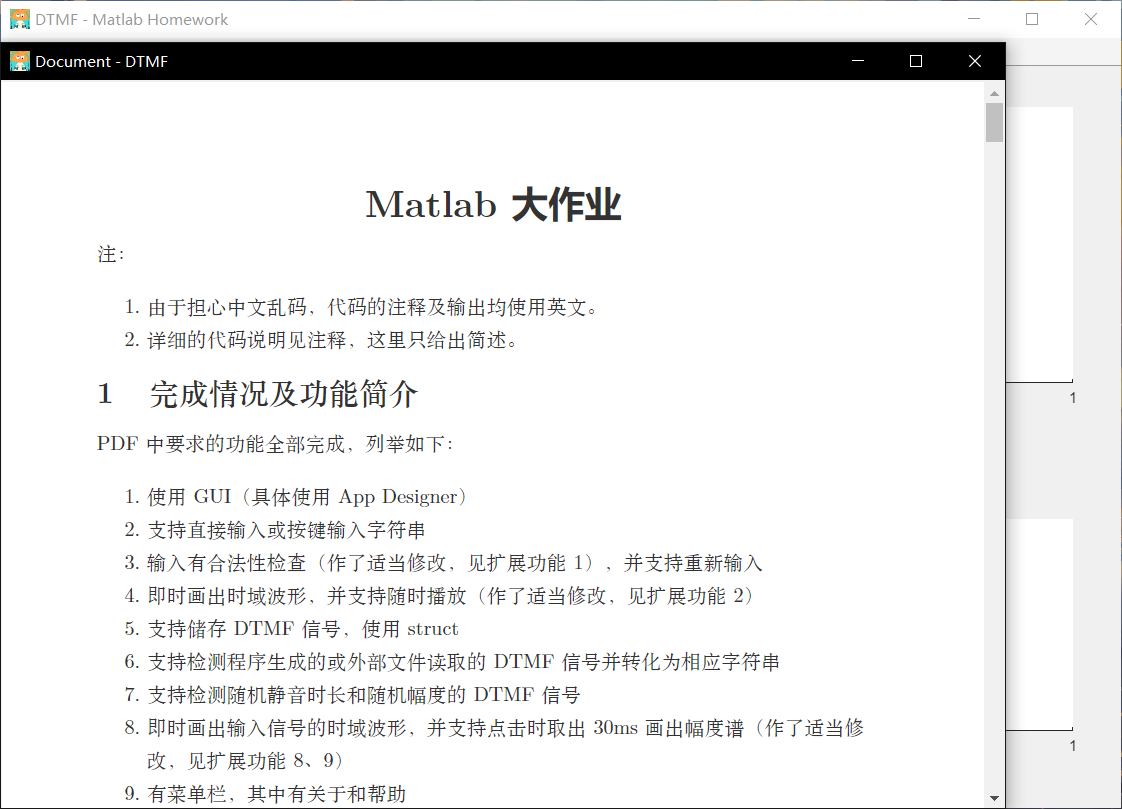 DTMF - Matlab Homework
Document - DTMF
Matlab 大作业
注：
1. 由于担心中文乱码，代码的注释及输出均使用英文。
2. 详细的代码说明见注释，这里只给出简述。
1 完成情况及功能简介
PDF 中要求的功能全部完成，列举如下：
1. 使用 GUI（具体使用 App Designer）
2. 支持直接输入或按键输入字符串
3. 输入有合法性检查（作了适当修改，见扩展功能 1），并支持重新输入
4. 即时画出时域波形，并支持随时播放（作了适当修改，见扩展功能 2）
5. 支持储存 DTMF 信号，使用 struct
6. 支持检测程序生成的或外部文件读取的 DTMF 信号并转化为相应字符串
7. 支持检测随机静音时长和随机幅度的 DTMF 信号
8. 即时画出输入信号的时域波形，并支持点击时取出 30ms 画出幅度谱（作了适当修
改，见扩展功能 8、9）
9. 有菜单栏，其中有关于和帮助
1
1